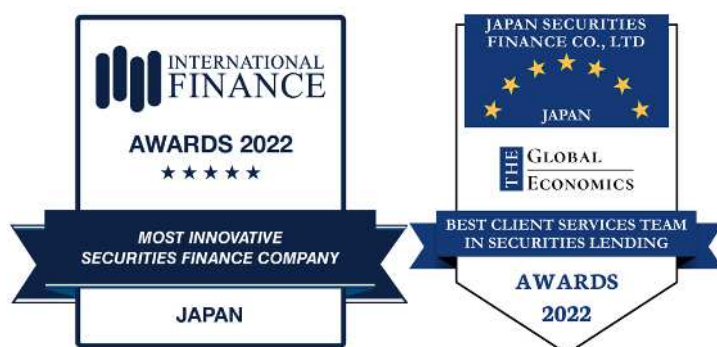 INTERNATIONAL
FINANCE
AWARDS 2022
MOST INNOVATIVE
SECURITIES FINANCE COMPANY
JAPAN
JAPAN SECURITIES
FINANCE CO., LTD
JAPAN
THE
GLOBAL
ECONOMICS
BEST CLIENT SERVICES TEAM
IN SECURITIES LENDING
AWARDS
2022